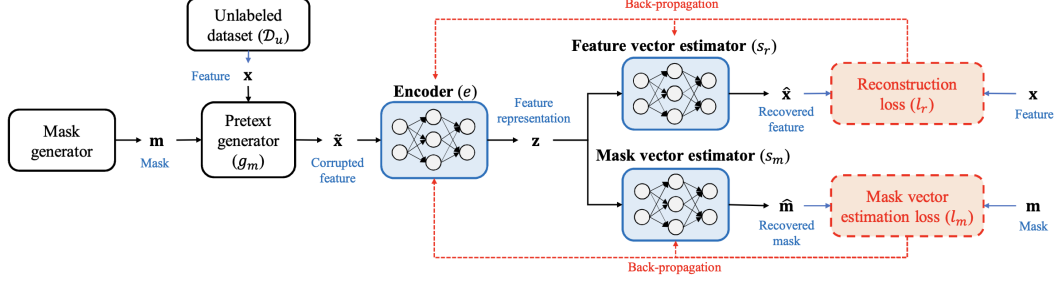 Back-propagation
Unlabeled
dataset (𝒟ᵤ)
Feature
x
Mask
generator
m
Mask
Pretext
generator
(gₘ)
x̃
Corrupted
feature
Encoder (e)
Feature
representation
z
Feature vector estimator (sᵣ)
x̂
Recovered
feature
Reconstruction
loss (lᵣ)
x
Feature
Mask vector estimator (sₘ)
m̂
Recovered
mask
Mask vector
estimation loss (lₘ)
m
Mask
Back-propagation